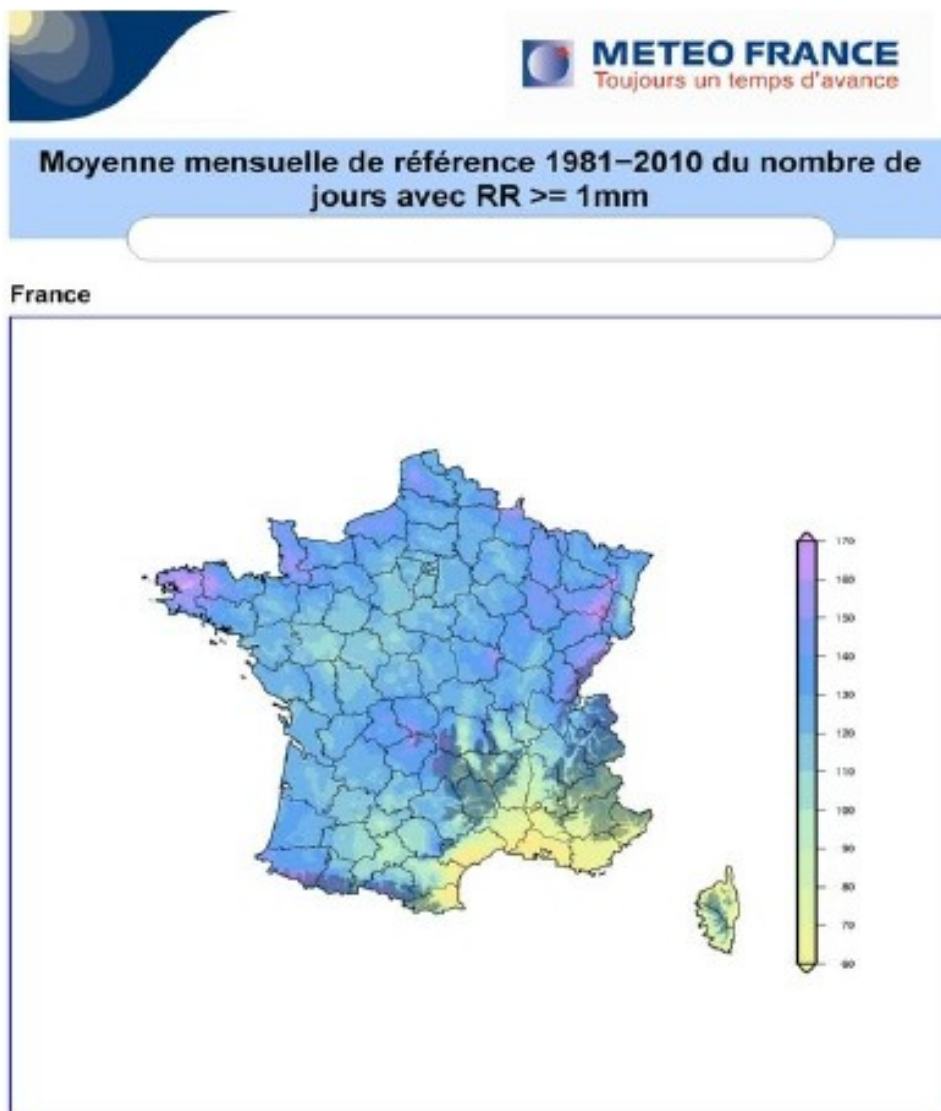 METEO FRANCE
Toujours un temps d'avance
Moyenne mensuelle de référence 1981–2010 du nombre de
jours avec RR >= 1mm
France
170
160
150
140
130
120
110
100
90
80
70
60